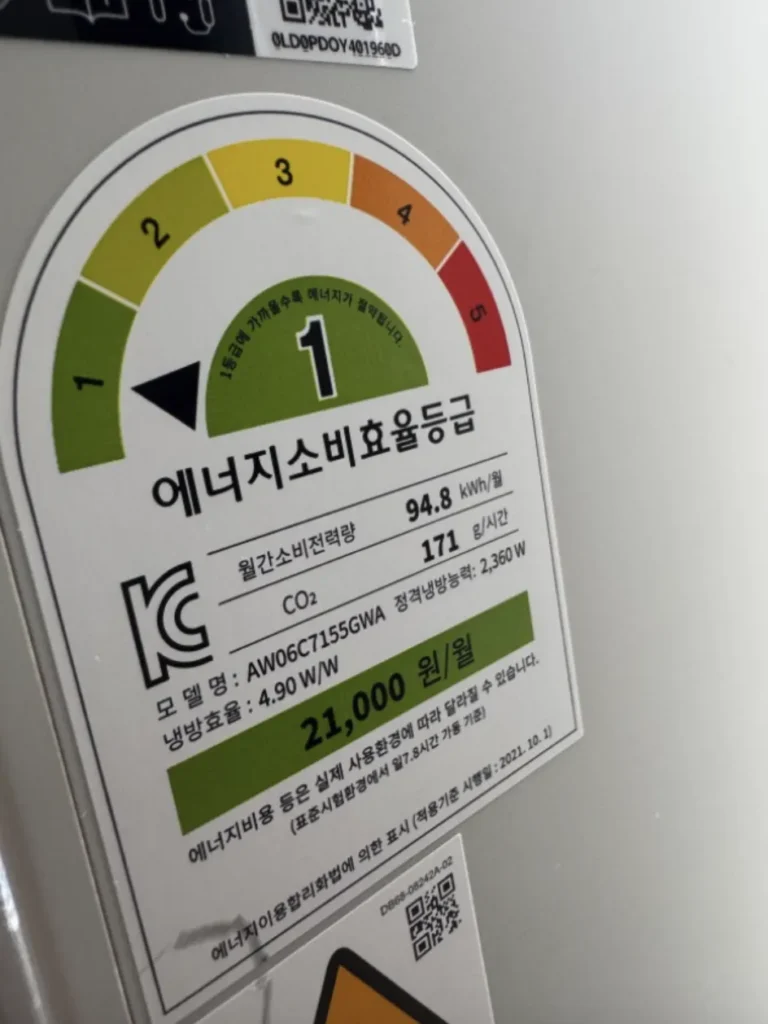 0LD0PDOY401960D
1
2
3
4
5
1등급에 가까울수록 에너지가 절약됩니다.
1
에너지소비효율등급
월간소비전력량 94.8 kWh/월
CO₂ 171 g/시간
모 델 명 : AW06C7155GWA 정격냉방능력: 2,360 W
냉방효율 : 4.90 W/W
21,000 원/월
에너지비용 등은 실제 사용환경에 따라 달라질 수 있습니다.
(표준시험환경에서 일7.8시간 가동 기준)
에너지이용합리화법에 의한 표시 (적용기준 시행일 : 2021. 10. 1)
DB68-08242A-02